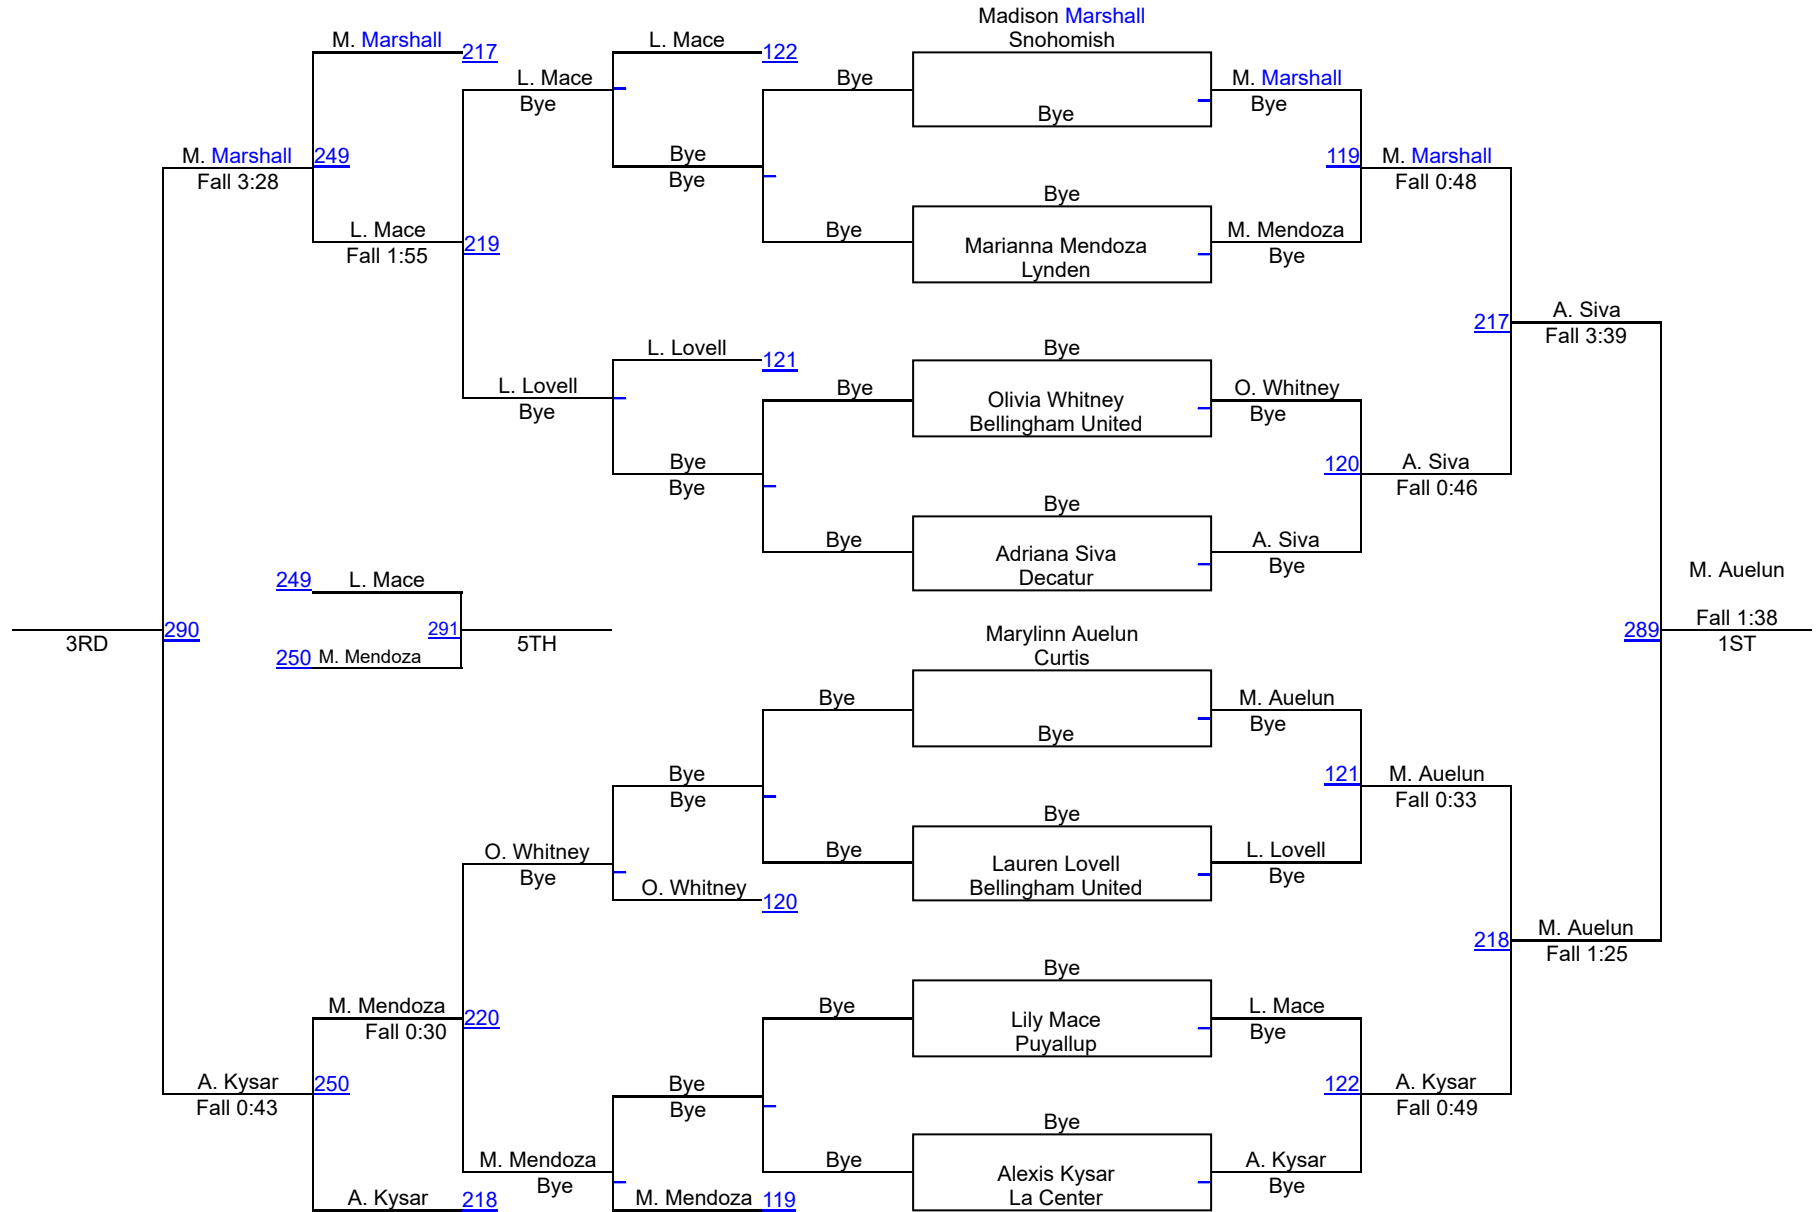 Madison Marshall
Snohomish
M. Marshall
217
L. Mace
122
L. Mace
Bye
Bye
Bye
M. Marshall
Bye
M. Marshall
Fall 3:28
249
Bye
Bye
119
M. Marshall
Fall 0:48
L. Mace
Fall 1:55
219
Bye
Bye
Marianna Mendoza
Lynden
M. Mendoza
Bye
217
A. Siva
Fall 3:39
L. Lovell
121
L. Lovell
Bye
Bye
Bye
Olivia Whitney
Bellingham United
O. Whitney
Bye
Bye
Bye
120
A. Siva
Fall 0:46
Bye
Bye
Adriana Siva
Decatur
A. Siva
Bye
249
L. Mace
M. Auelun
3RD
290
250
M. Mendoza
291
5TH
Marylinn Auelun
Curtis
289
Fall 1:38
1ST
Bye
Bye
M. Auelun
Bye
Bye
Bye
121
M. Auelun
Fall 0:33
O. Whitney
Bye
O. Whitney
120
Bye
Bye
Lauren Lovell
Bellingham United
L. Lovell
Bye
218
M. Auelun
Fall 1:25
M. Mendoza
Fall 0:30
220
Bye
Bye
Lily Mace
Puyallup
L. Mace
Bye
A. Kysar
Fall 0:43
250
Bye
Bye
122
A. Kysar
Fall 0:49
M. Mendoza
Bye
Bye
Bye
Alexis Kysar
La Center
A. Kysar
Bye
A. Kysar
218
M. Mendoza
119